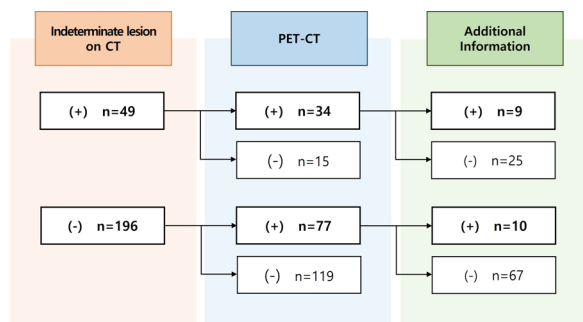 Indeterminate lesion
on CT
PET-CT
Additional
Information
(+) n=49
(+) n=34
(+) n=9
(-) n=15
(-) n=25
(-) n=196
(+) n=77
(+) n=10
(-) n=119
(-) n=67